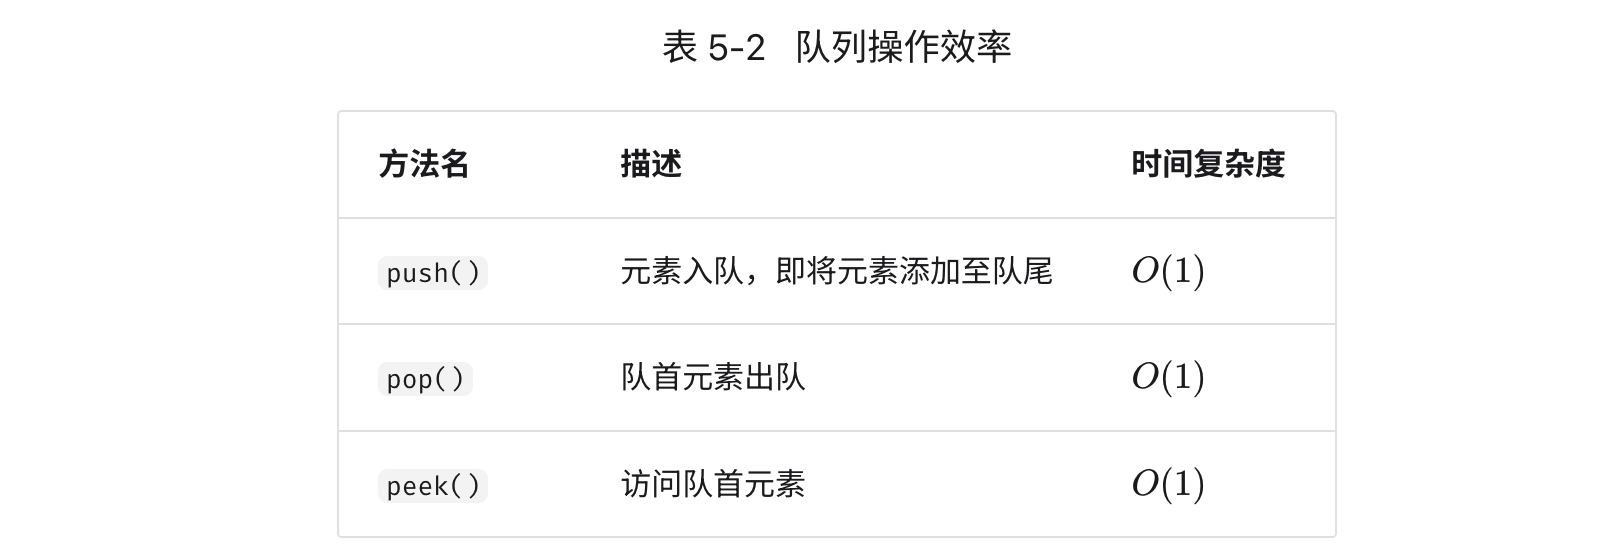 表 5-2 队列操作效率
方法名 描述 时间复杂度
push() 元素入队，即将元素添加至队尾 O(1)
pop() 队首元素出队 O(1)
peek() 访问队首元素 O(1)